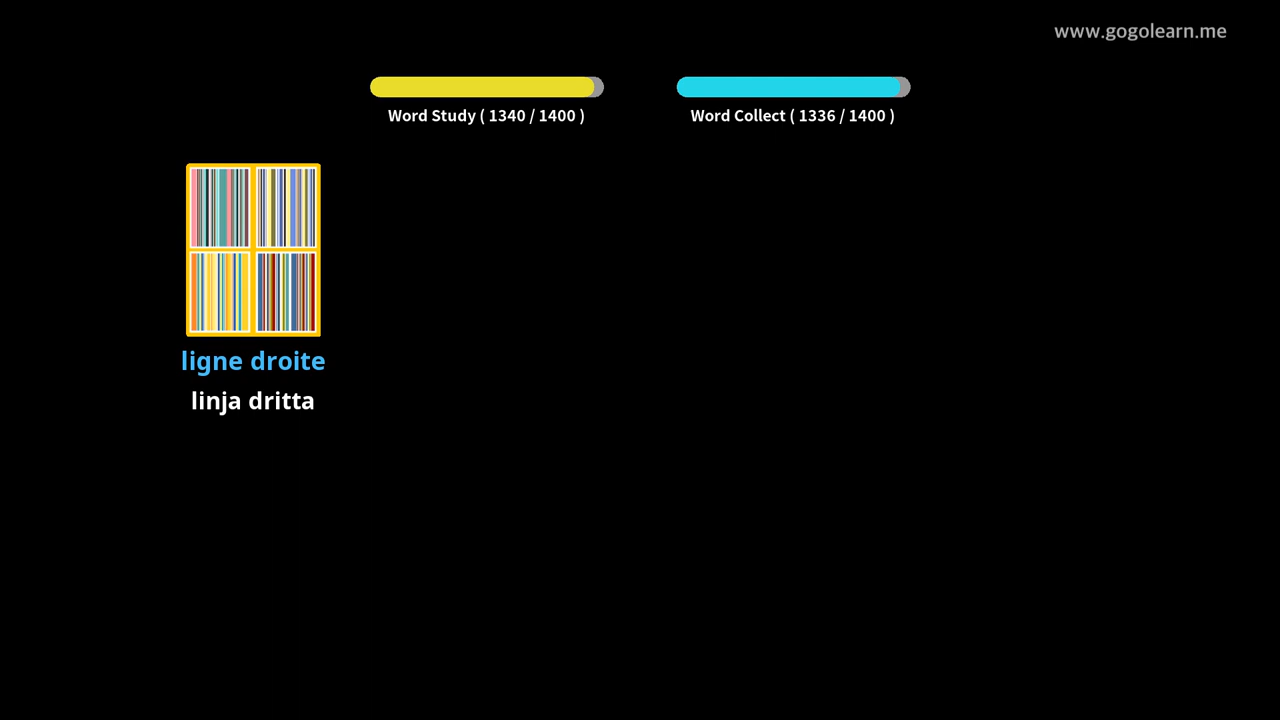 www.gogolearn.me
Word Study ( 1340 / 1400 )
Word Collect ( 1336 / 1400 )
ligne droite
linja dritta